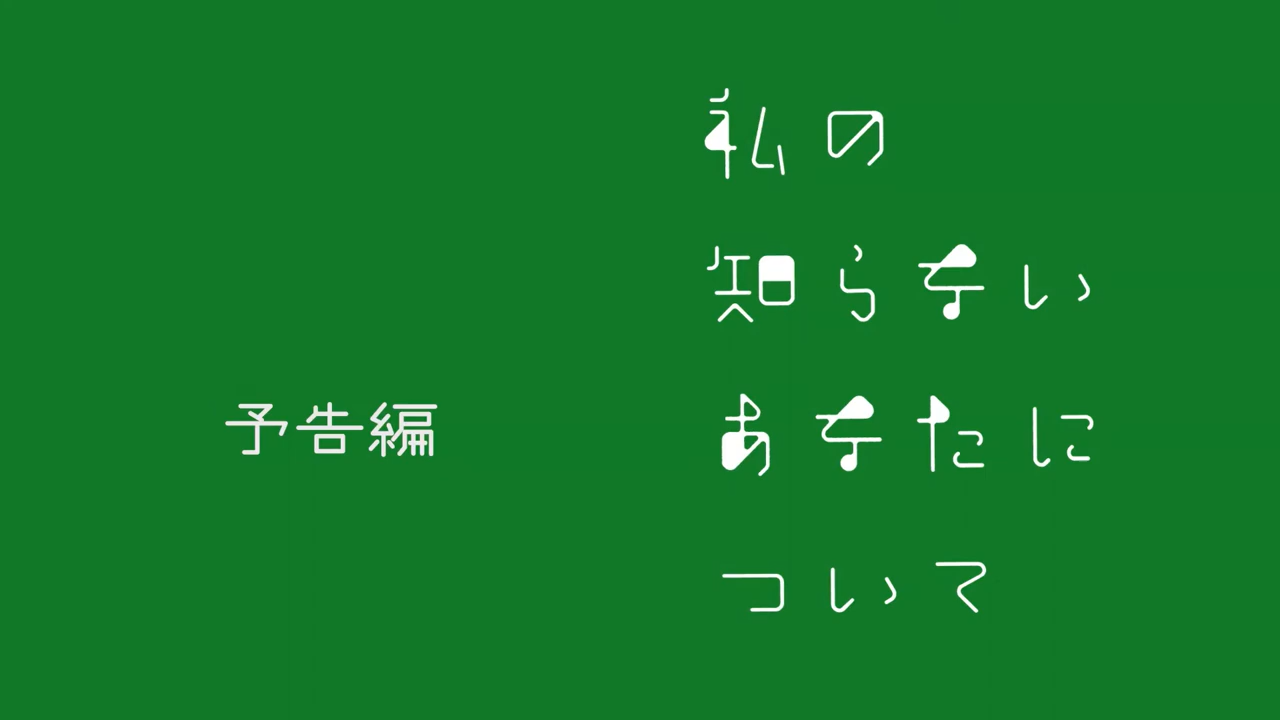 私の
知らない
あなたに
ついて
予告編